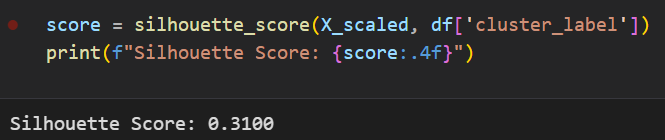 score = silhouette_score(X_scaled, df['cluster_label'])
print(f"Silhouette Score: {score:.4f}")
Silhouette Score: 0.3100